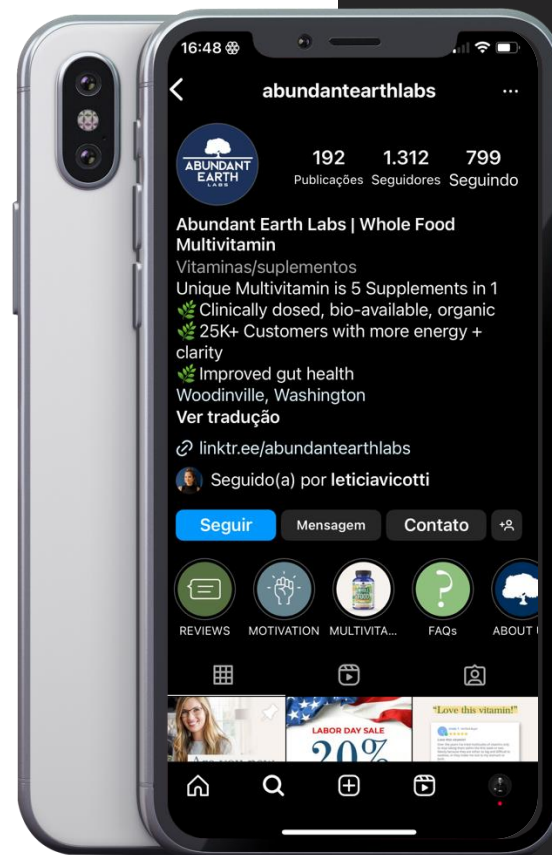 16:48
abundantearthlabs
ABUNDANT
EARTH
LABS
192 1.312 799
Publicações Seguidores Seguindo
Abundant Earth Labs | Whole Food
Multivitamin
Vitaminas/suplementos
Unique Multivitamin is 5 Supplements in 1
🌿Clinically dosed, bio-available, organic
🌿25K+ Customers with more energy +
clarity
🌿Improved gut health
Woodinville, Washington
Ver tradução
linktr.ee/abundantearthlabs
Seguido(a) por leticiavicotti
Seguir Mensagem Contato
REVIEWS MOTIVATION MULTIVITA... FAQs ABOUT
LABOR DAY SALE
20%
"Love this vitamin!"